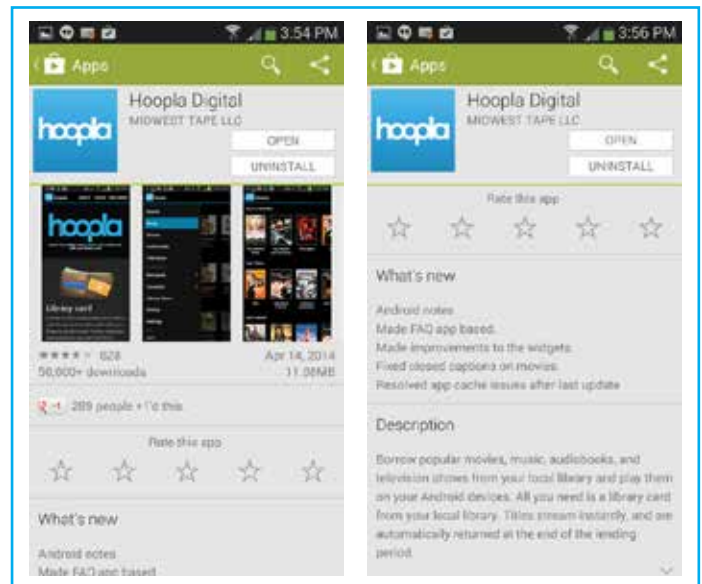 3:54 PM
Apps
hoopla
Hoopla Digital
MIDWEST TAPE LLC
OPEN
UNINSTALL
hoopla
Library card
628
Apr 14, 2014
50,000+ downloads
11.08MB
289 people +1'd this
Rate this app
What's new
Android notes
Made FAQ app based
3:56 PM
Apps
hoopla
Hoopla Digital
MIDWEST TAPE LLC
OPEN
UNINSTALL
Rate this app
What's new
Android notes
Made FAQ app based.
Made improvements to the widgets.
Fixed closed captions on movies.
Resolved app cache issues after last update
Description
Borrow popular movies, music, audiobooks, and
television shows from your local library and play them
on your Android devices. All you need is a library card
from your local library. Titles stream instantly, and are
automatically returned at the end of the lending
period.